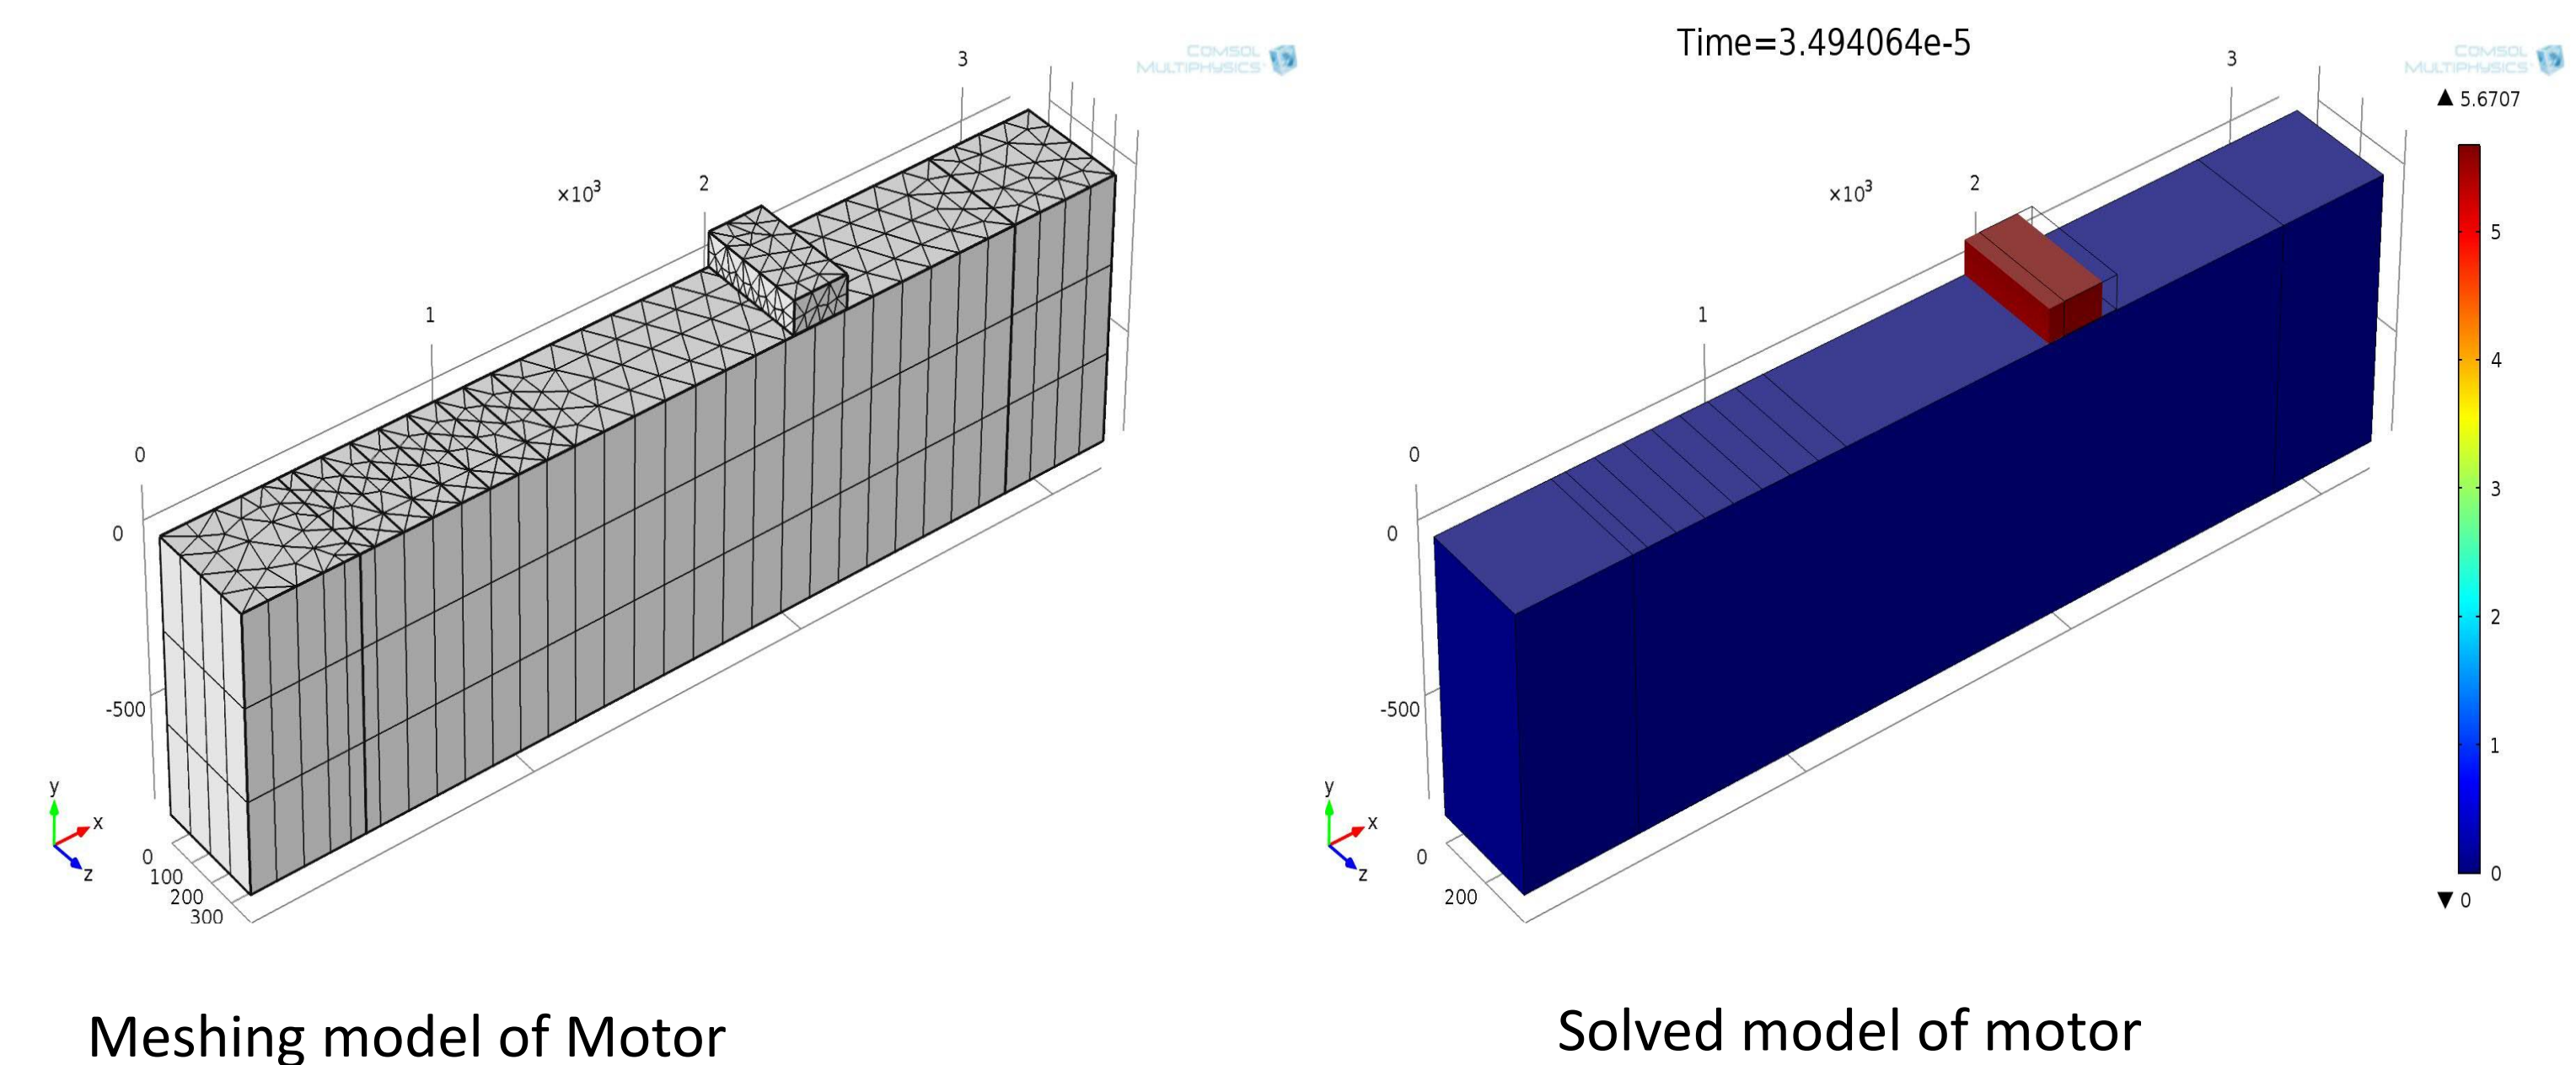 Time=3.494064e-5
COMSOL
MULTIPHYSICS
COMSOL
MULTIPHYSICS
3
3
▲ 5.6707
×10³
2
×10³
2
5
1
1
4
0
0
0
0
3
2
-500
-500
1
y
x
z
y
x
z
0
100
200
300
0
200
0
▼ 0
Meshing model of Motor
Solved model of motor